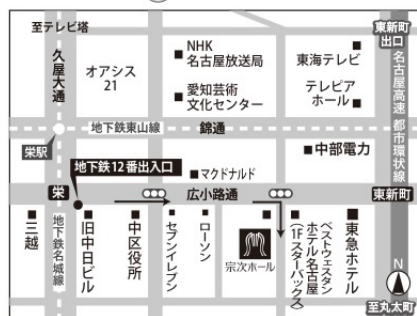 至テレビ塔
久屋大通
オアシス
21
NHK
名古屋放送局
愛知芸術
文化センター
東海テレビ
テレピア
ホール
東新町
出口
名古屋高速 都市環状線
地下鉄東山線
錦通
栄駅
地下鉄12番出入口
マクドナルド
中部電力
栄
広小路通
東新町
三越
地下鉄名城線
旧中日ビル
中区役所
セブンイレブン
ローソン
宗次ホール
ベストウェスタン
ホテル名古屋
(1Fスターバックス)
東急ホテル
N
至丸太町